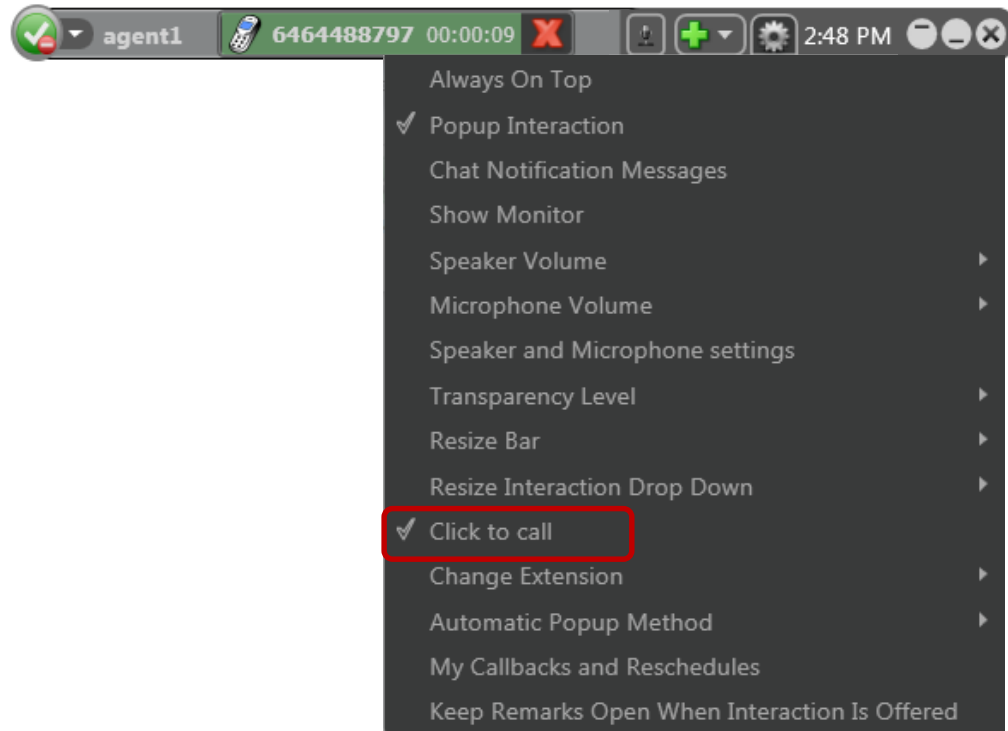 agent1 6464488797 00:00:09 2:48 PM
Always On Top
Popup Interaction
Chat Notification Messages
Show Monitor
Speaker Volume
Microphone Volume
Speaker and Microphone settings
Transparency Level
Resize Bar
Resize Interaction Drop Down
Click to call
Change Extension
Automatic Popup Method
My Callbacks and Reschedules
Keep Remarks Open When Interaction Is Offered